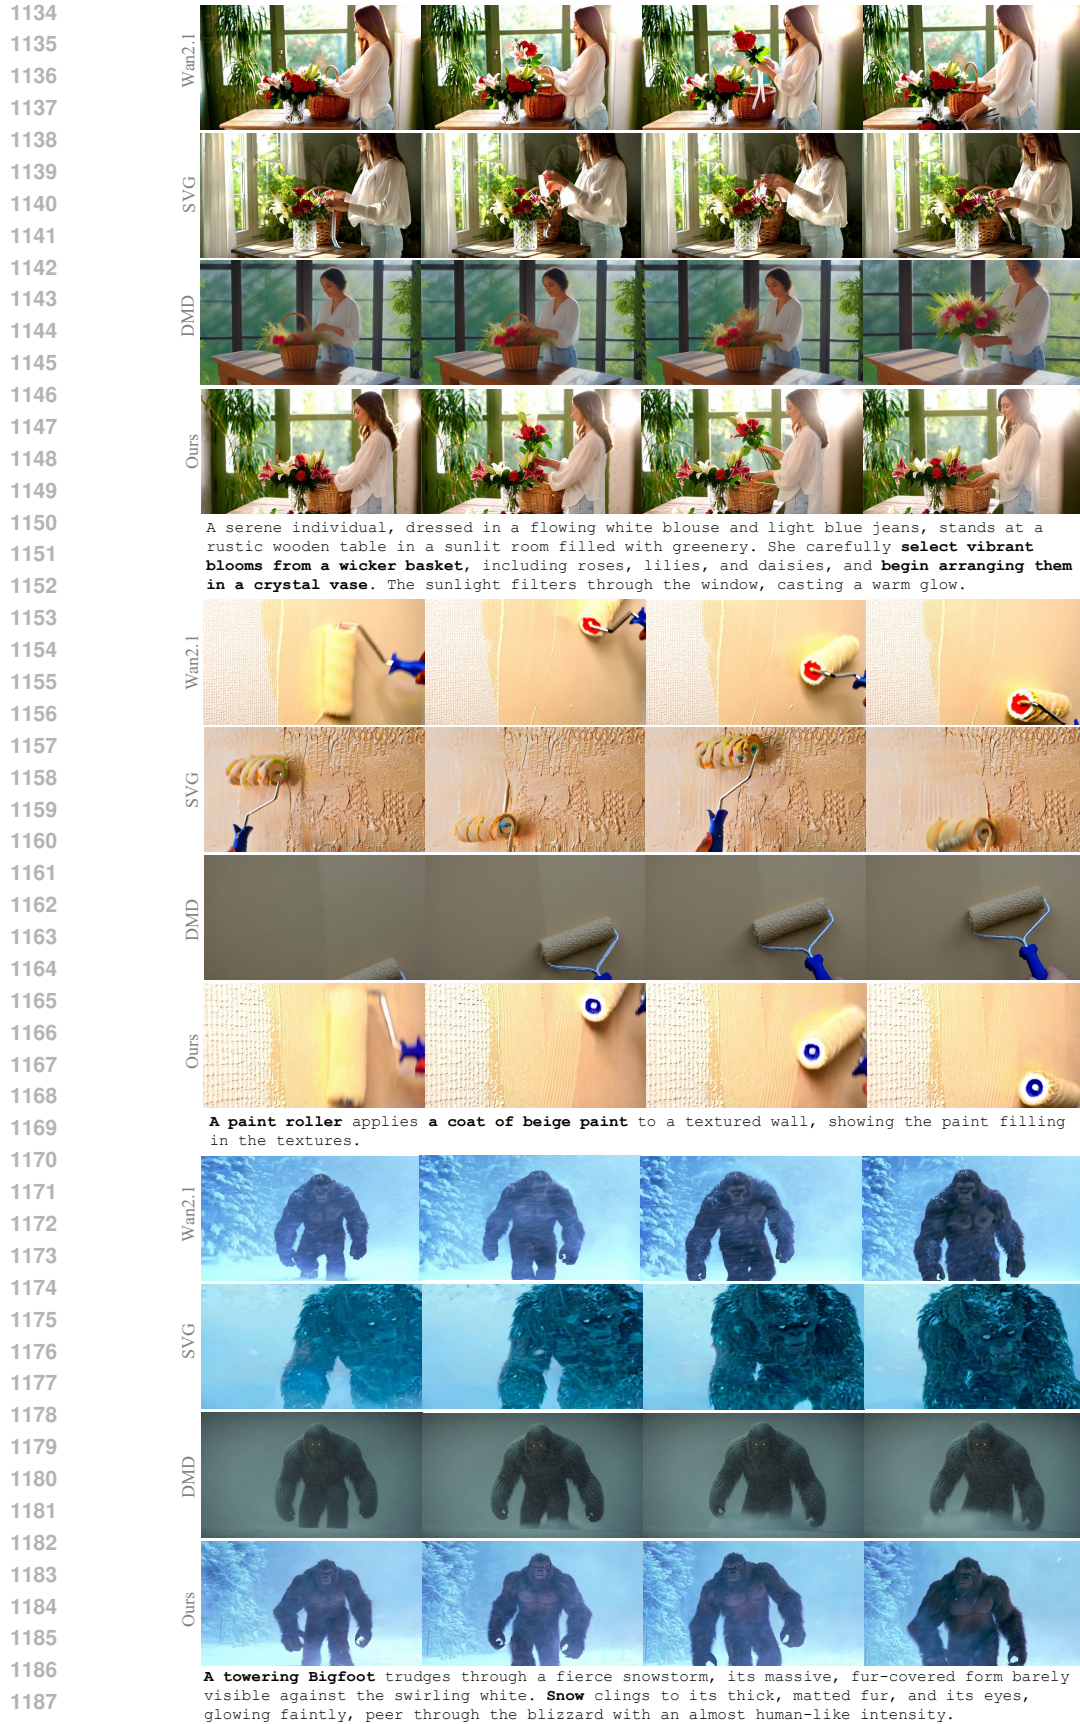 1134
1135
1136
1137
1138
1139
1140
1141
1142
1143
1144
1145
1146
1147
1148
1149
1150
1151
1152
1153
1154
1155
1156
1157
1158
1159
1160
1161
1162
1163
1164
1165
1166
1167
1168
1169
1170
1171
1172
1173
1174
1175
1176
1177
1178
1179
1180
1181
1182
1183
1184
1185
1186
1187
Wan2.1
SVG
DMD
Ours
A serene individual, dressed in a flowing white blouse and light blue jeans, stands at a
rustic wooden table in a sunlit room filled with greenery. She carefully select vibrant
blooms from a wicker basket, including roses, lilies, and daisies, and begin arranging them
in a crystal vase. The sunlight filters through the window, casting a warm glow.
Wan2.1
SVG
DMD
Ours
A paint roller applies a coat of beige paint to a textured wall, showing the paint filling
in the textures.
Wan2.1
SVG
DMD
Ours
A towering Bigfoot trudges through a fierce snowstorm, its massive, fur-covered form barely
visible against the swirling white. Snow clings to its thick, matted fur, and its eyes,
glowing faintly, peer through the blizzard with an almost human-like intensity.